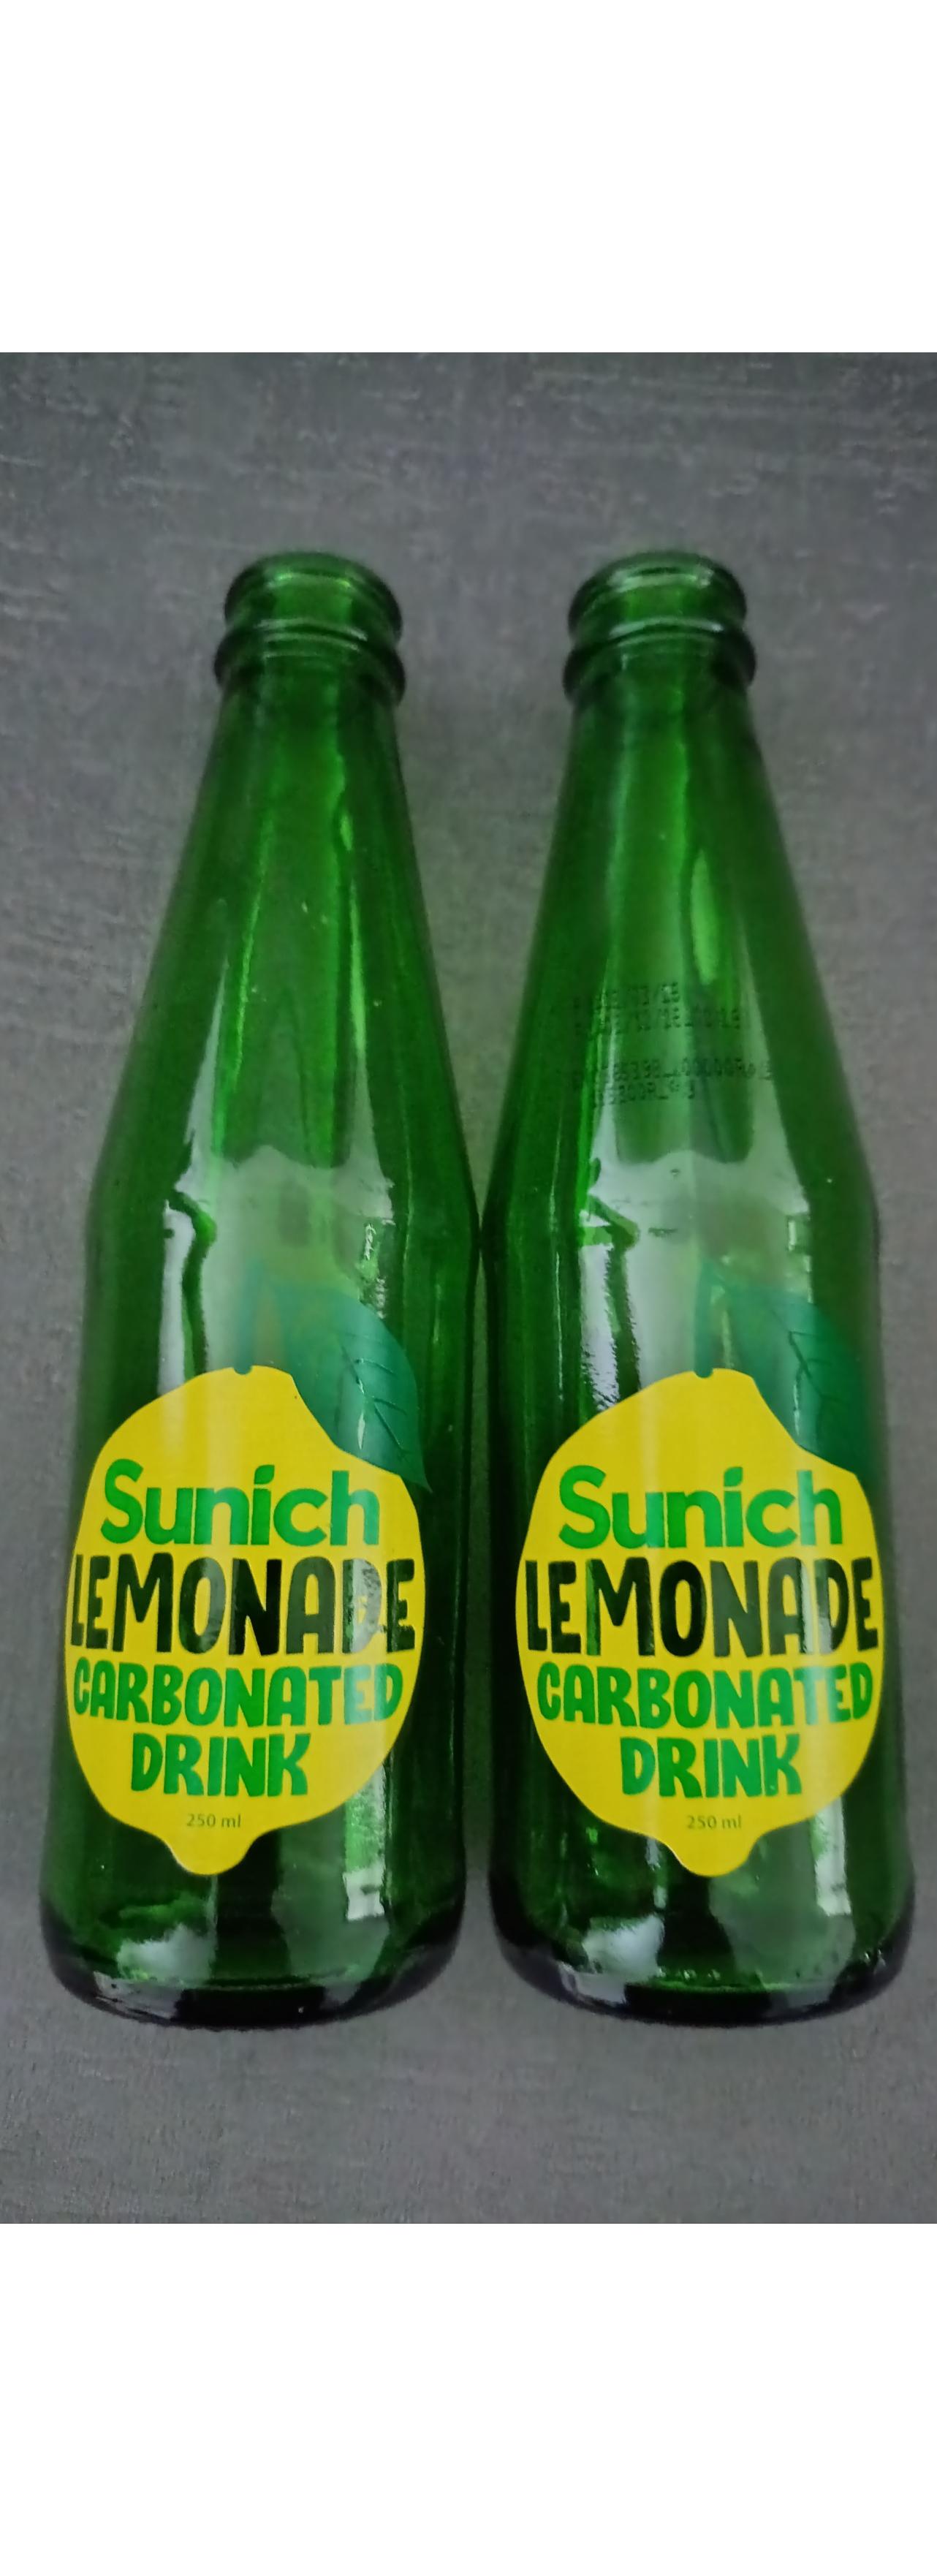 Sunich
LEMONADE
CARBONATED
DRINK
250 ml
Sunich
LEMONADE
CARBONATED
DRINK
250 ml